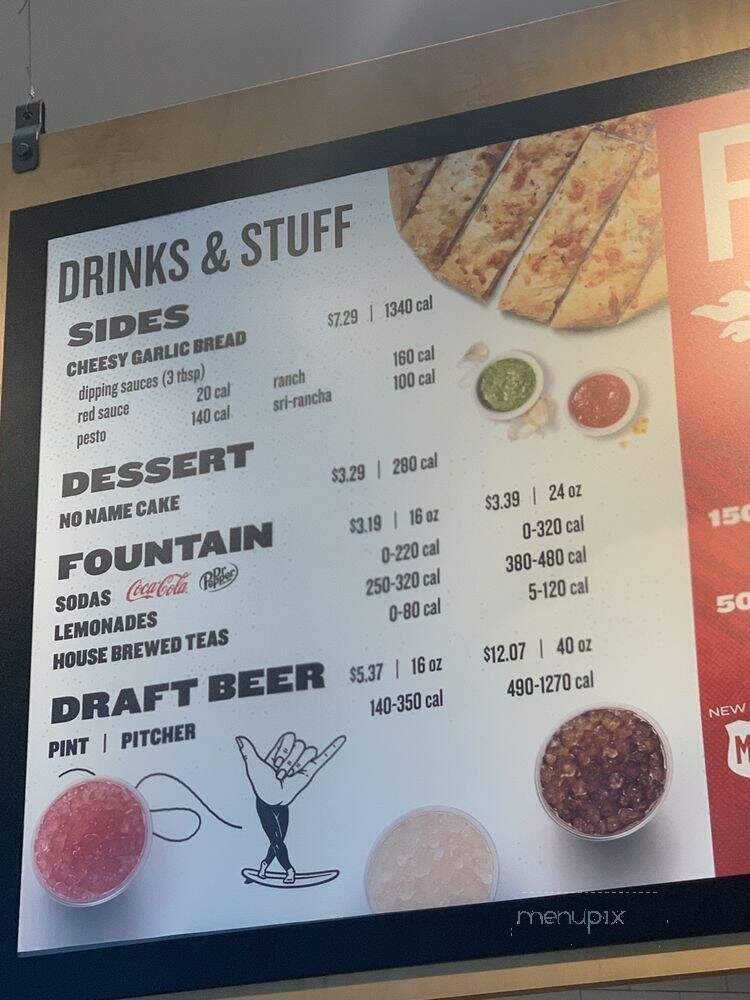 DRINKS & STUFF
SIDES
CHEESY GARLIC BREAD $7.29 | 1340 cal
dipping sauces (3 tbsp)
red sauce 20 cal ranch 160 cal
pesto 140 cal sri-rancha 100 cal
DESSERT
NO NAME CAKE $3.29 | 280 cal
FOUNTAIN $3.19 | 16 oz $3.39 | 24 oz
SODAS Coca-Cola Dr Pepper 0-220 cal 0-320 cal
LEMONADES 250-320 cal 380-480 cal
HOUSE BREWED TEAS 0-80 cal 5-120 cal
DRAFT BEER $5.37 | 16 oz $12.07 | 40 oz
PINT | PITCHER 140-350 cal 490-1270 cal
150
50
NEW
M
menupix